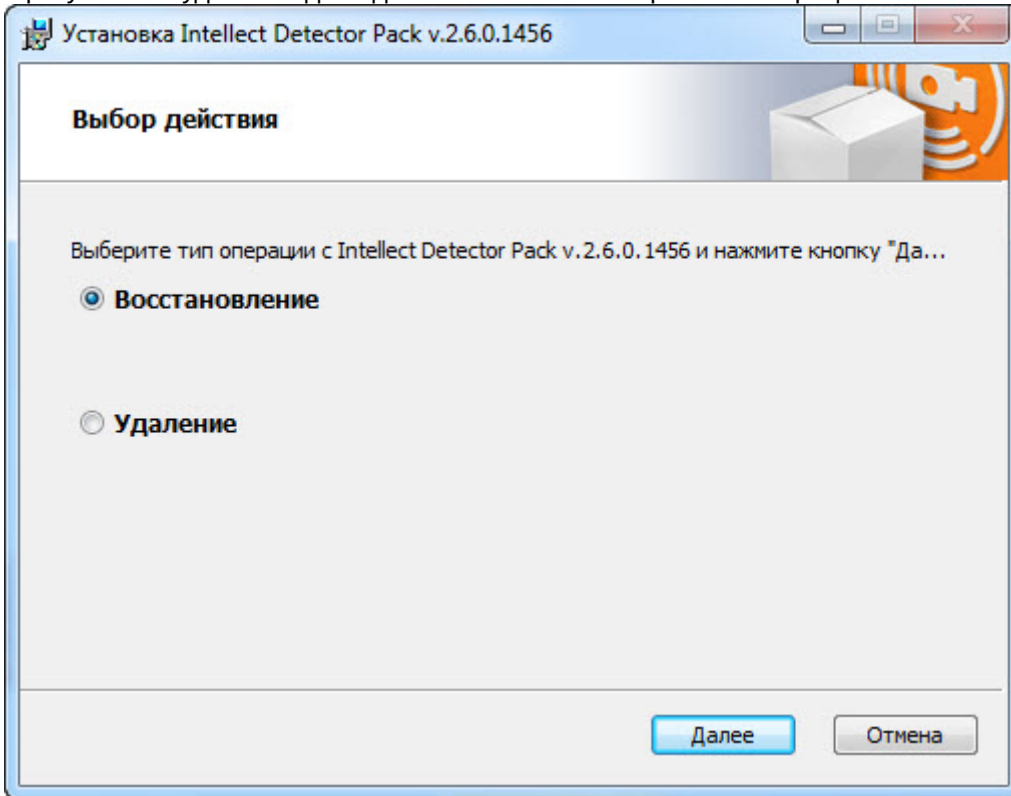 Установка Intellect Detector Pack v.2.6.0.1456
Выбор действия
Выберите тип операции с Intellect Detector Pack v.2.6.0.1456 и нажмите кнопку "Да...
Восстановление
Удаление
Далее
Отмена